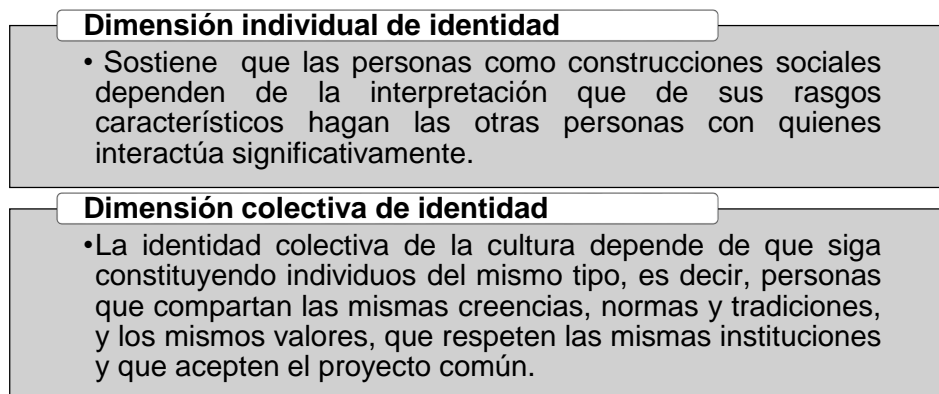 Dimensión individual de identidad
• Sostiene que las personas como construcciones sociales
dependen de la interpretación que de sus rasgos
característicos hagan las otras personas con quienes
interactúa significativamente.
Dimensión colectiva de identidad
•La identidad colectiva de la cultura depende de que siga
constituyendo individuos del mismo tipo, es decir, personas
que compartan las mismas creencias, normas y tradiciones,
y los mismos valores, que respeten las mismas instituciones
y que acepten el proyecto común.